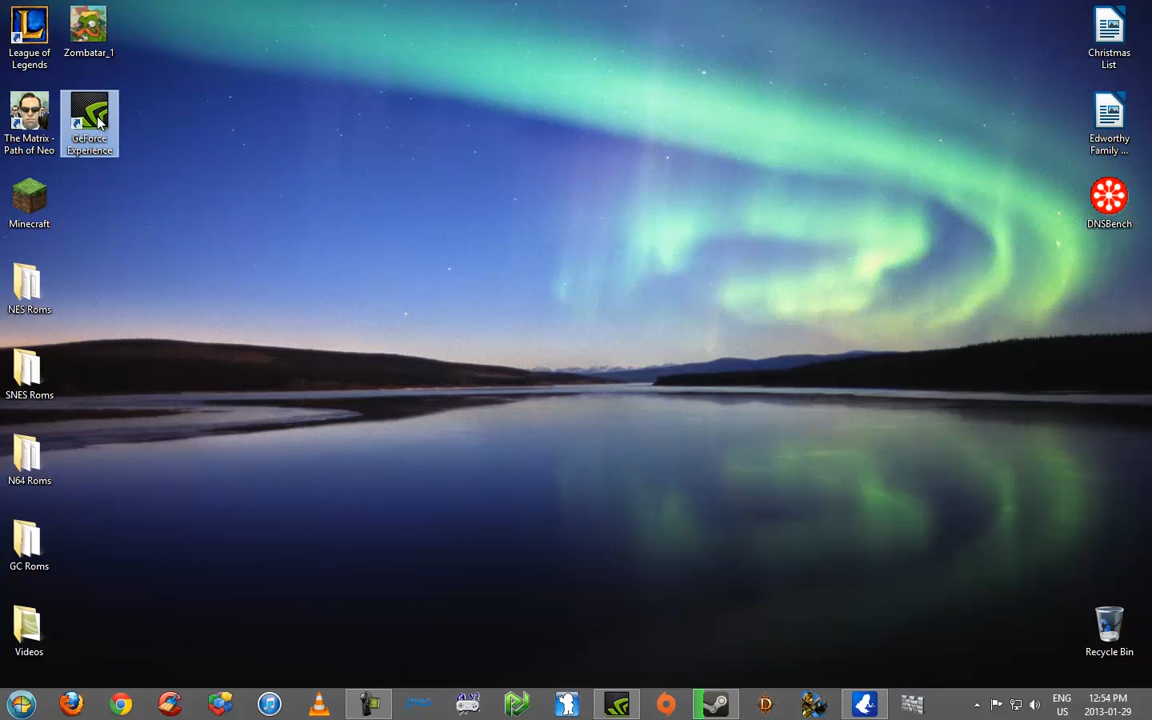 League of
Legends
Zombatar_1
The Matrix -
Path of Neo
GeForce
Experience
Minecraft
NES Roms
SNES Roms
N64 Roms
GC Roms
Videos
Christmas
List
Edworthy
Family ...
DNSBench
Recycle Bin
ENG
US
12:54 PM
2013-01-29